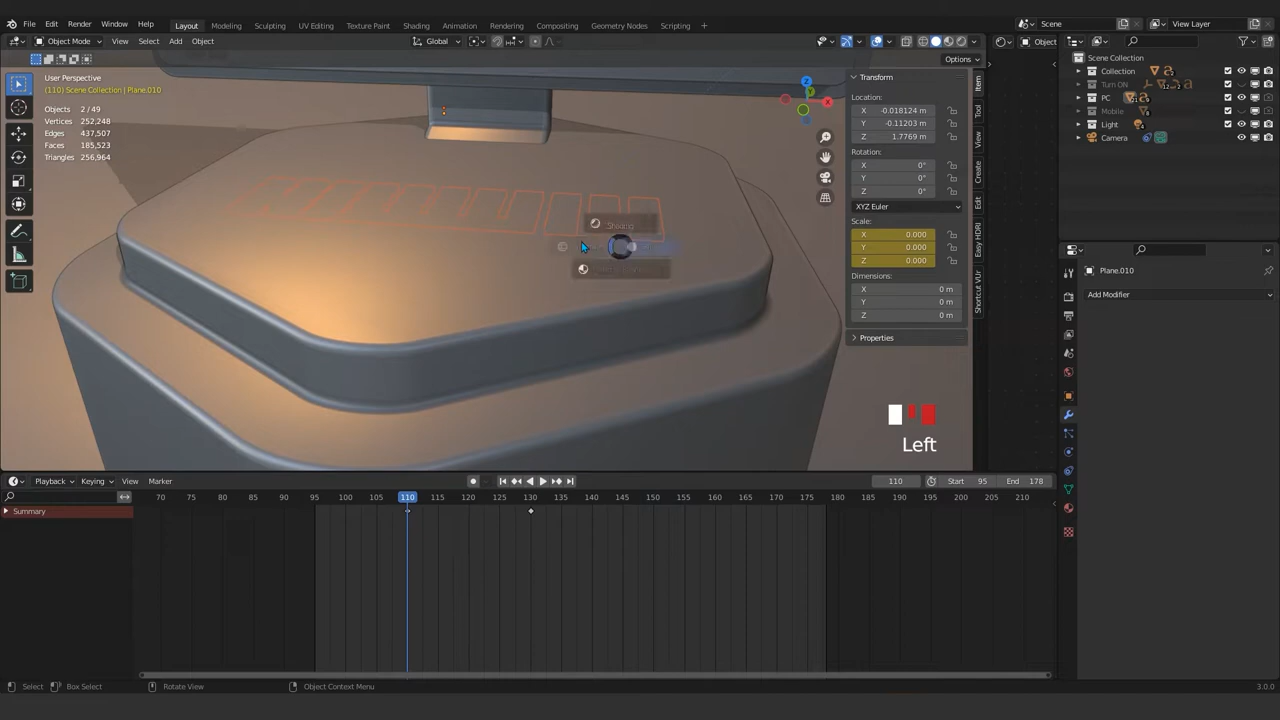 File Edit Render Window Help Layout Modeling Sculpting UV Editing Texture Paint Shading Animation Rendering Compositing Geometry Nodes Scripting + Scene View Layer
Object Mode View Select Add Object Global Object
Options
User Perspective
(110) Scene Collection | Plane.010
Objects 2 / 49
Vertices 252,248
Edges 437,507
Faces 185,523
Triangles 256,964
Z
Y
X
Transform
Location:
X -0.018124 m
Y -0.11203 m
Z 1.7769 m
Rotation:
X 0°
Y 0°
Z 0°
XYZ Euler
Scale:
X 0.000
Y 0.000
Z 0.000
Dimensions:
X 0 m
Y 0 m
Z 0 m
Properties
Item
Tool
View
Create
Edit
Easy HDRI
Shortcut VUr
Scene Collection
Collection
Turn ON
PC
Mobile
Light
Camera
Plane.010
Add Modifier
Left
Playback Keying View Marker 110 Start 95 End 178
70 75 80 85 90 95 100 105 110 115 120 125 130 135 140 145 150 155 160 165 170 175 180 185 190 195 200 205 210
Summary
Select Box Select Rotate View Object Context Menu 3.0.0